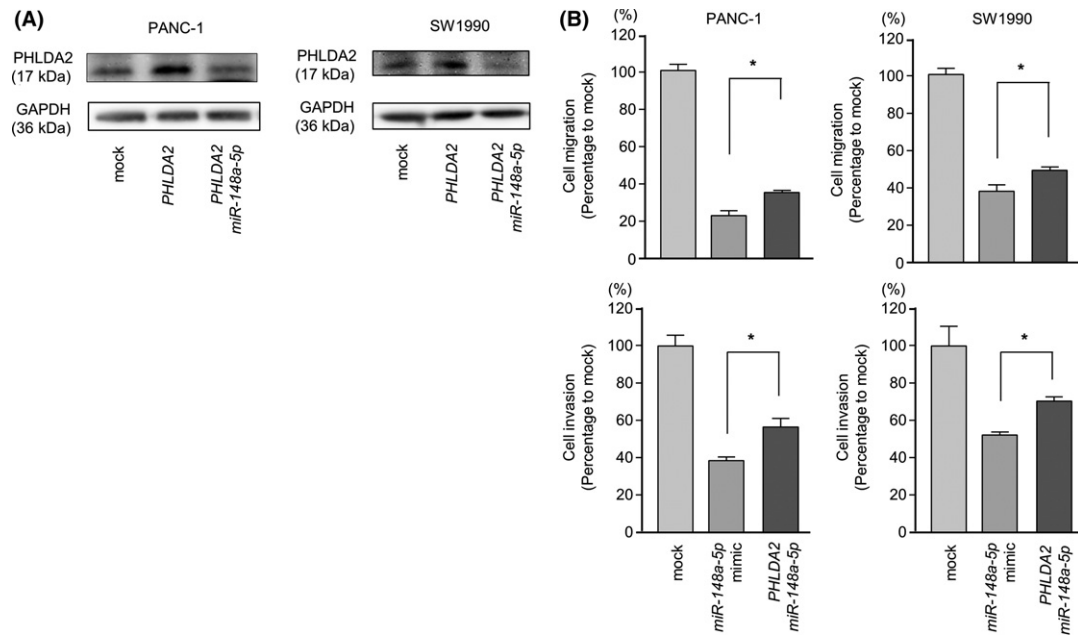 (A)
PANC-1
SW1990
PHLDA2
(17 kDa)
GAPDH
(36 kDa)
mock
PHLDA2
PHLDA2
miR-148a-5p
PHLDA2
(17 kDa)
GAPDH
(36 kDa)
mock
PHLDA2
PHLDA2
miR-148a-5p
(B)
(%)
PANC-1
Cell migration
(Percentage to mock)
120
100
80
60
40
20
0
*
(%)
SW1990
Cell migration
(Percentage to mock)
120
100
80
60
40
20
0
*
(%)
Cell invasion
(Percentage to mock)
120
100
80
60
40
20
0
*
mock
miR-148a-5p
mimic
PHLDA2
miR-148a-5p
(%)
Cell invasion
(Percentage to mock)
120
100
80
60
40
20
0
*
mock
miR-148a-5p
mimic
PHLDA2
miR-148a-5p